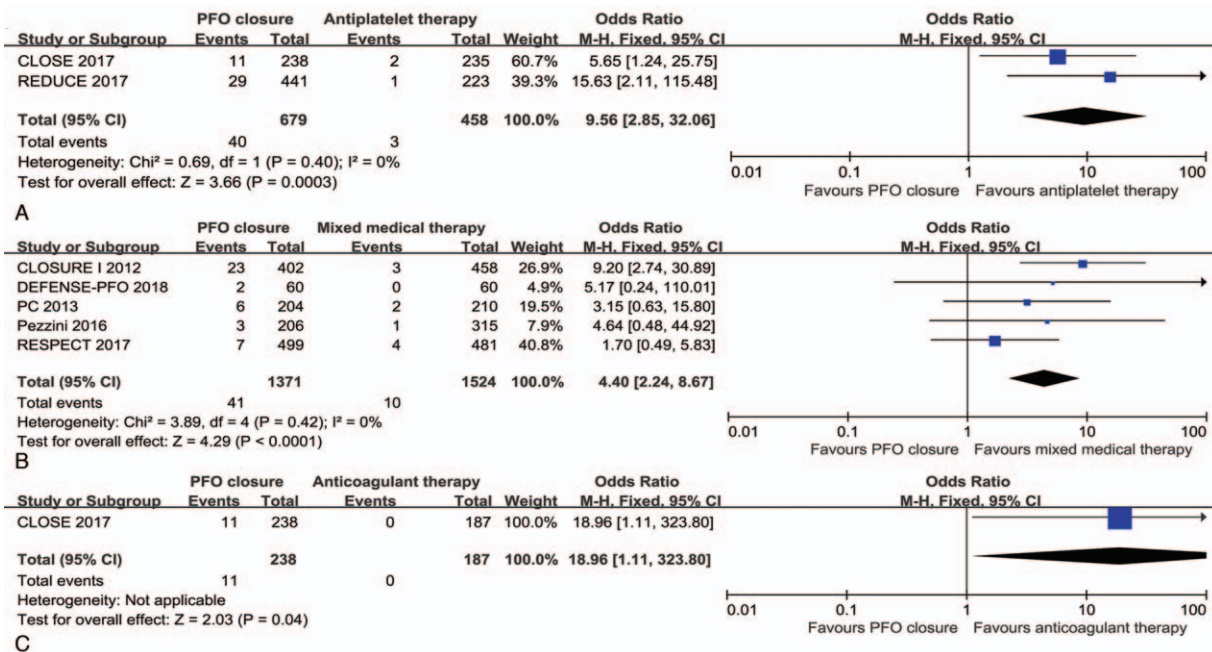 PFO closure Antiplatelet therapy Odds Ratio Odds Ratio
Study or Subgroup Events Total Events Total Weight M-H, Fixed, 95% CI M-H, Fixed, 95% CI
CLOSE 2017 11 238 2 235 60.7% 5.65 [1.24, 25.75]
REDUCE 2017 29 441 1 223 39.3% 15.63 [2.11, 115.48]
Total (95% CI) 679 458 100.0% 9.56 [2.85, 32.06]
Total events 40 3
Heterogeneity: Chi² = 0.69, df = 1 (P = 0.40); I² = 0%
Test for overall effect: Z = 3.66 (P = 0.0003)
0.01 0.1 1 10 100
Favours PFO closure Favours antiplatelet therapy
A
PFO closure Mixed medical therapy Odds Ratio Odds Ratio
Study or Subgroup Events Total Events Total Weight M-H, Fixed, 95% CI M-H, Fixed, 95% CI
CLOSURE I 2012 23 402 3 458 26.9% 9.20 [2.74, 30.89]
DEFENSE-PFO 2018 2 60 0 60 4.9% 5.17 [0.24, 110.01]
PC 2013 6 204 2 210 19.5% 3.15 [0.63, 15.80]
Pezzini 2016 3 206 1 315 7.9% 4.64 [0.48, 44.92]
RESPECT 2017 7 499 4 481 40.8% 1.70 [0.49, 5.83]
Total (95% CI) 1371 1524 100.0% 4.40 [2.24, 8.67]
Total events 41 10
Heterogeneity: Chi² = 3.89, df = 4 (P = 0.42); I² = 0%
Test for overall effect: Z = 4.29 (P < 0.0001)
0.01 0.1 1 10 100
Favours PFO closure Favours mixed medical therapy
B
PFO closure Anticoagulant therapy Odds Ratio Odds Ratio
Study or Subgroup Events Total Events Total Weight M-H, Fixed, 95% CI M-H, Fixed, 95% CI
CLOSE 2017 11 238 0 187 100.0% 18.96 [1.11, 323.80]
Total (95% CI) 238 187 100.0% 18.96 [1.11, 323.80]
Total events 11 0
Heterogeneity: Not applicable
Test for overall effect: Z = 2.03 (P = 0.04)
0.01 0.1 1 10 100
Favours PFO closure Favours anticoagulant therapy
C